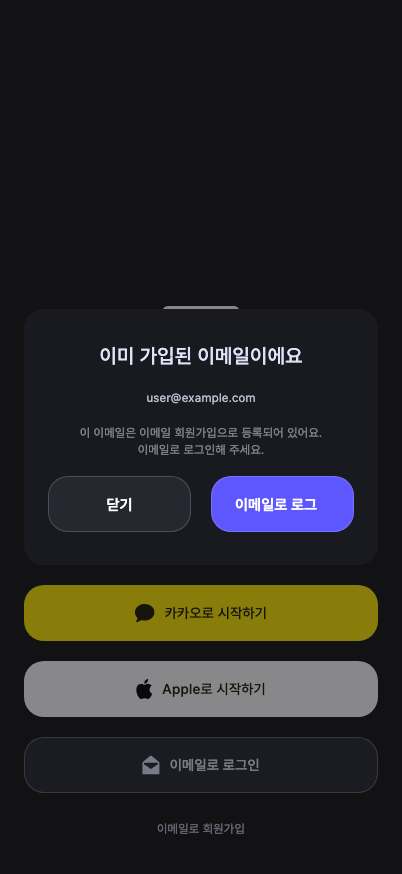 이미 가입된 이메일이에요
user@example.com
이 이메일은 이메일 회원가입으로 등록되어 있어요.
이메일로 로그인해 주세요.
닫기
이메일로 로그
카카오로 시작하기
Apple로 시작하기
이메일로 로그인
이메일로 회원가입